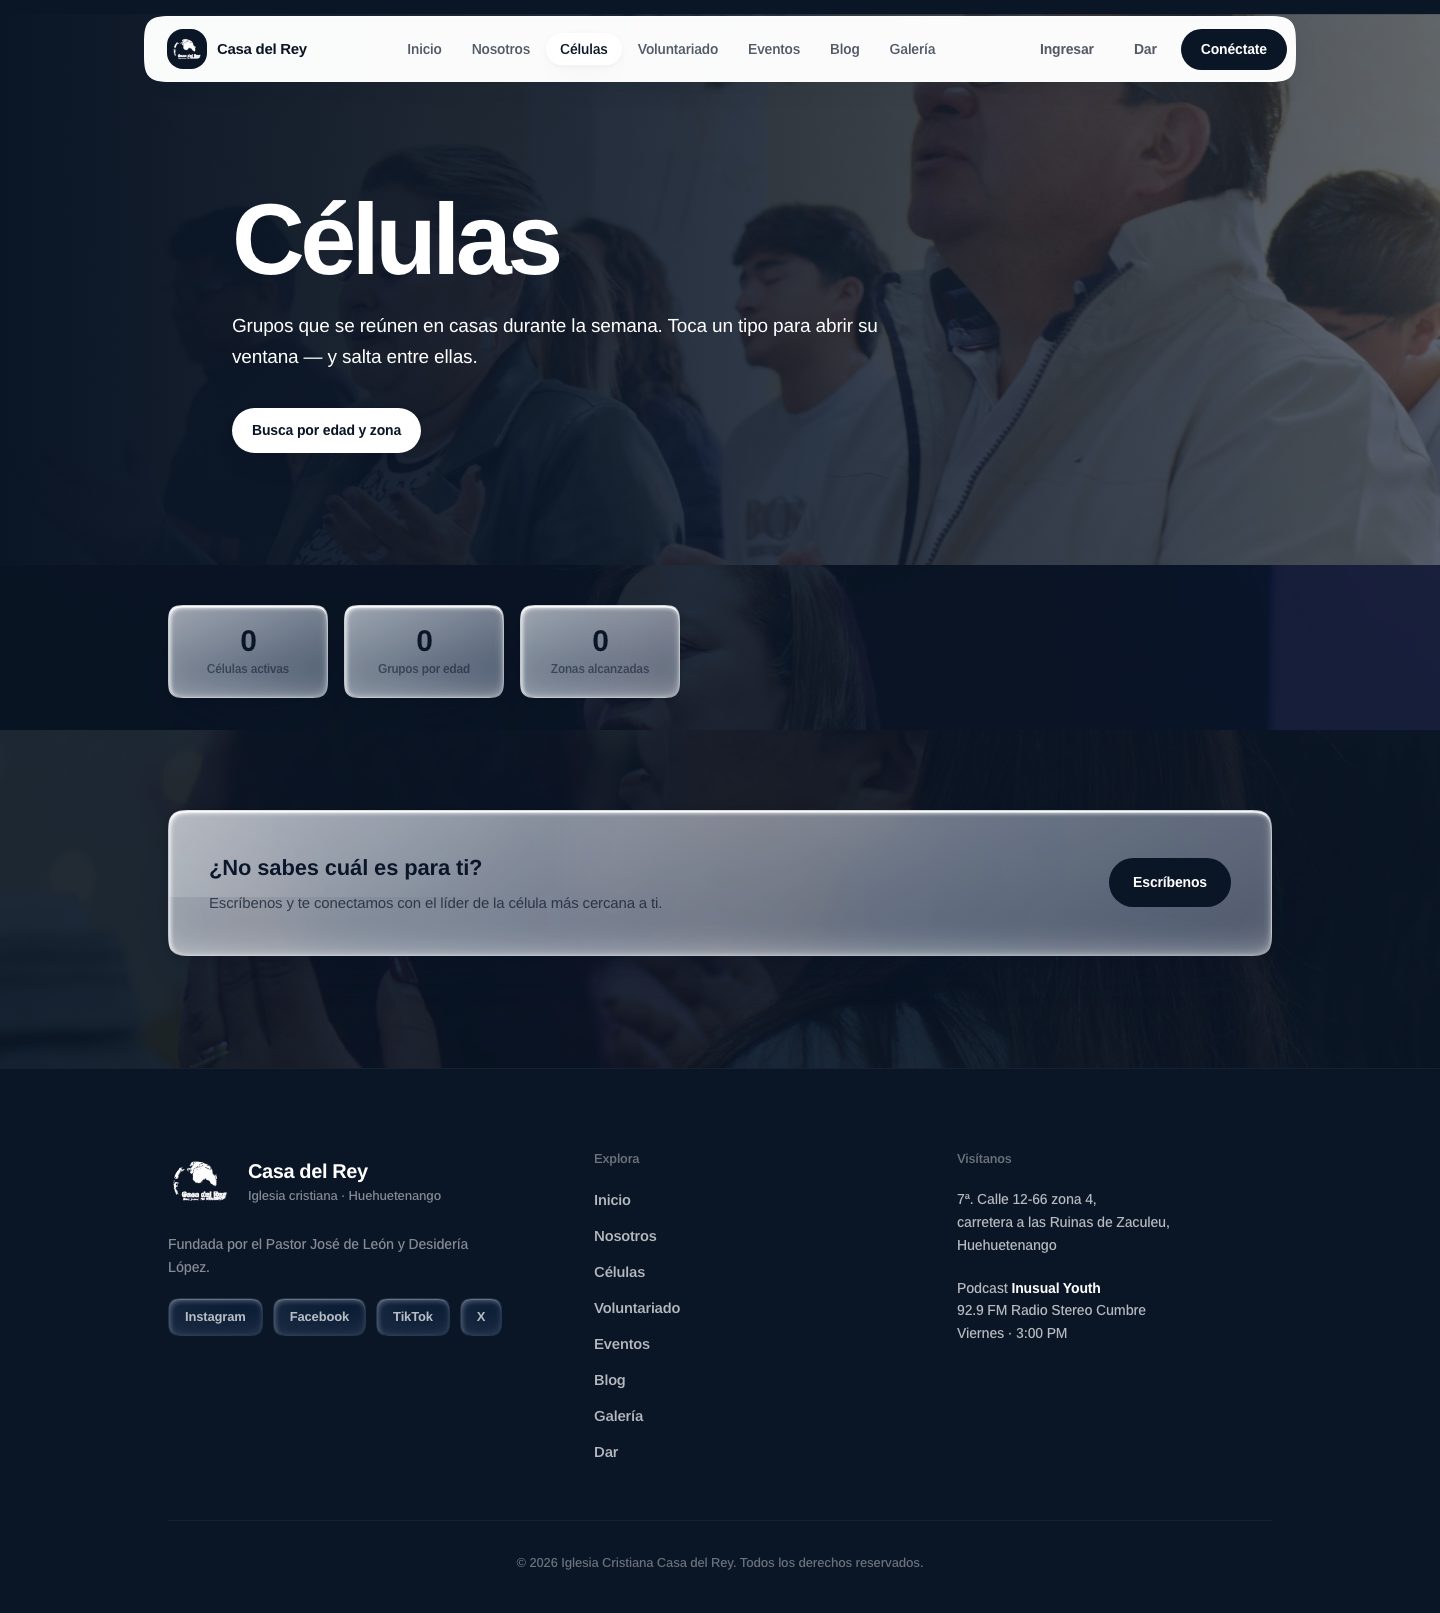 Casa del Rey
Inicio
Nosotros
Células
Voluntariado
Eventos
Blog
Galería
Ingresar
Dar
Conéctate
Células
Grupos que se reúnen en casas durante la semana. Toca un tipo para abrir su
ventana — y salta entre ellas.
Busca por edad y zona
0
Células activas
0
Grupos por edad
0
Zonas alcanzadas
¿No sabes cuál es para ti?
Escríbenos y te conectamos con el líder de la célula más cercana a ti.
Escríbenos
Casa del Rey
Iglesia cristiana · Huehuetenango
Fundada por el Pastor José de León y Desidería
López.
Instagram
Facebook
TikTok
X
Explora
Inicio
Nosotros
Células
Voluntariado
Eventos
Blog
Galería
Dar
Visítanos
7ª. Calle 12-66 zona 4,
carretera a las Ruinas de Zaculeu,
Huehuetenango
Podcast Inusual Youth
92.9 FM Radio Stereo Cumbre
Viernes · 3:00 PM
© 2026 Iglesia Cristiana Casa del Rey. Todos los derechos reservados.